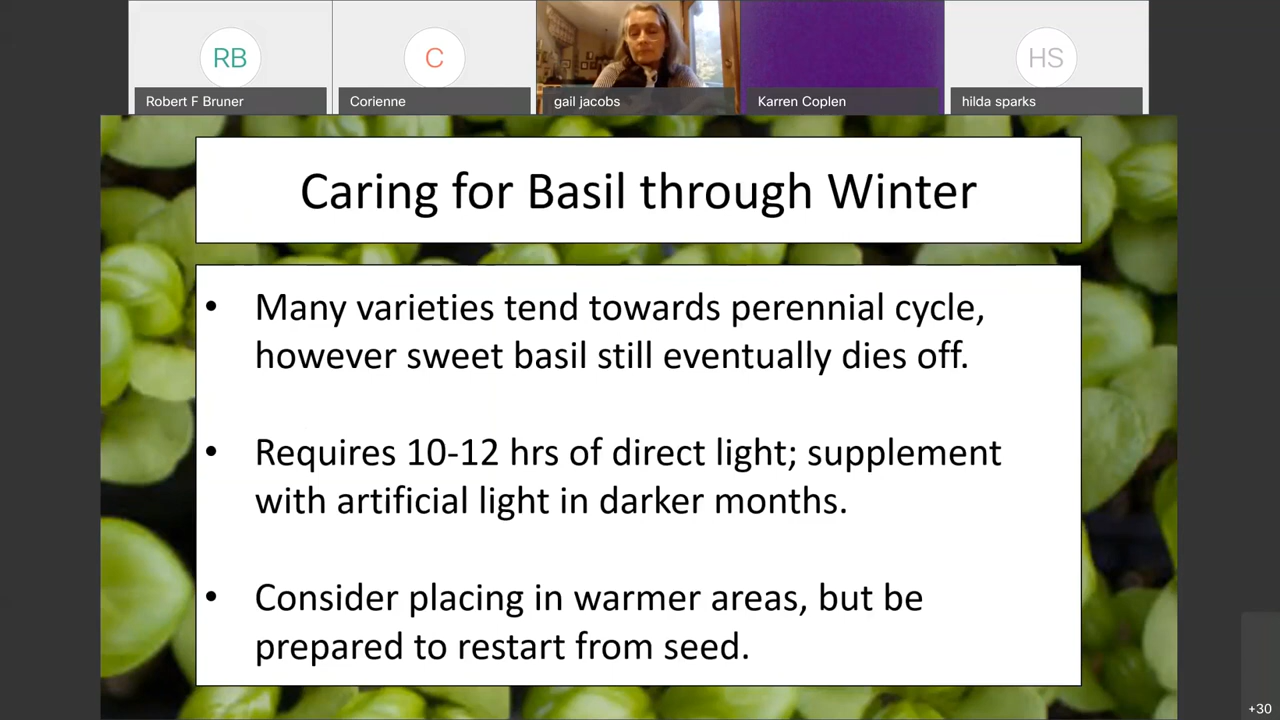 RB
C
HS
Robert F Bruner
Corienne
gail jacobs
Karren Coplen
hilda sparks
Caring for Basil through Winter
• Many varieties tend towards perennial cycle,
however sweet basil still eventually dies off.
• Requires 10-12 hrs of direct light; supplement
with artificial light in darker months.
• Consider placing in warmer areas, but be
prepared to restart from seed.
+30